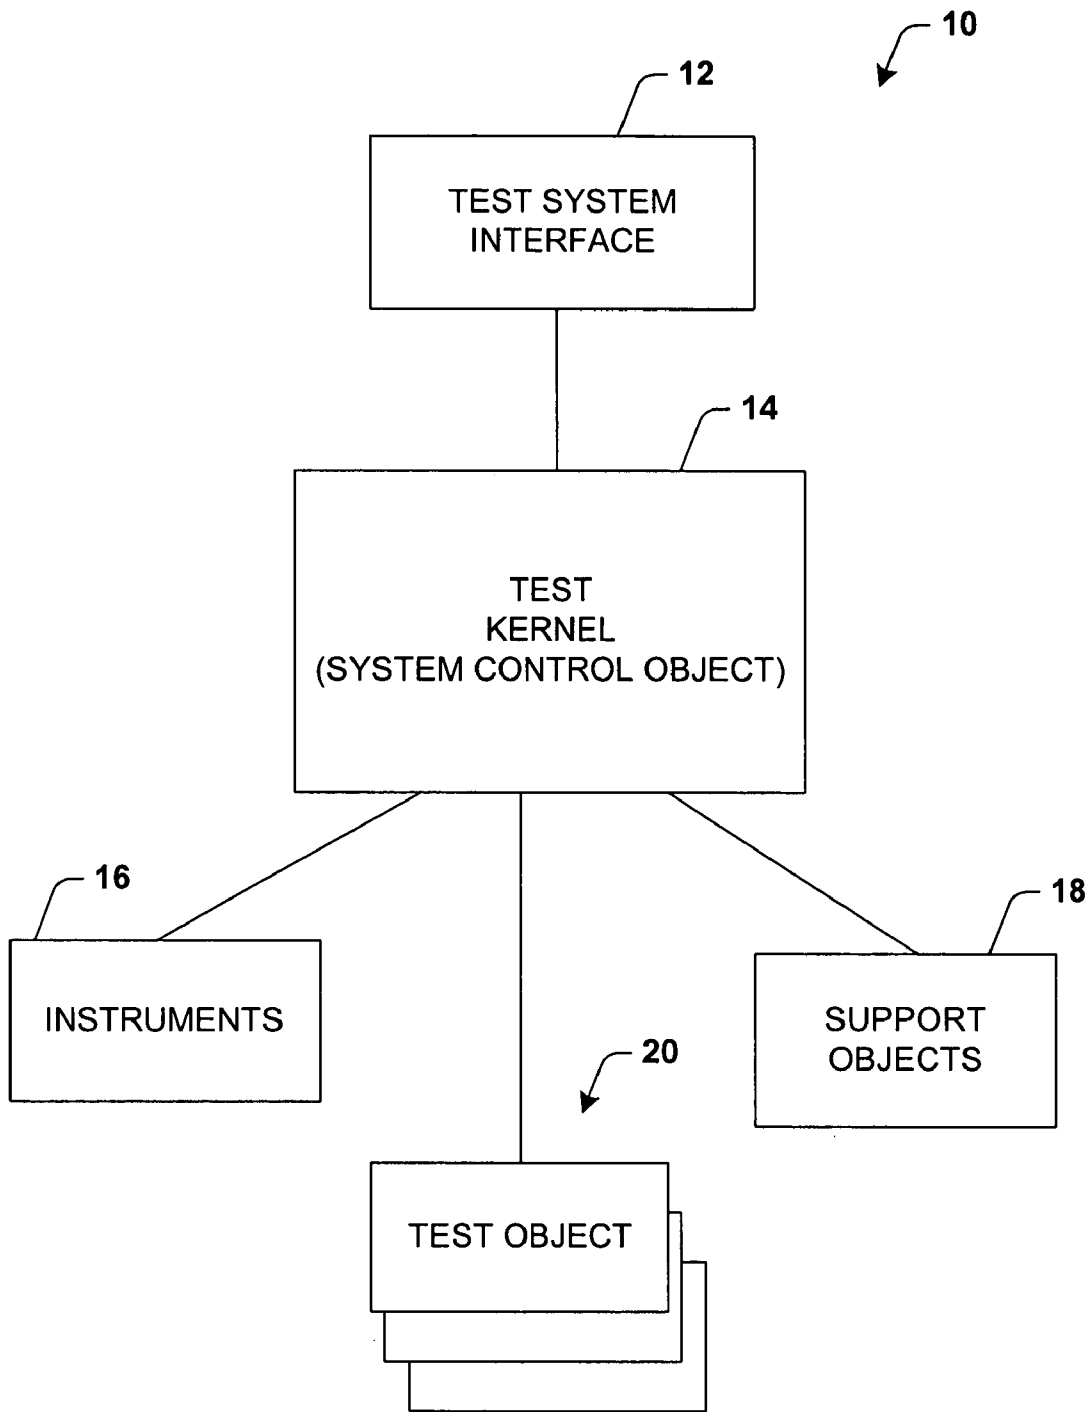 10
12
TEST SYSTEM
INTERFACE
14
TEST
KERNEL
(SYSTEM CONTROL OBJECT)
16
INSTRUMENTS
18
SUPPORT
OBJECTS
20
TEST OBJECT